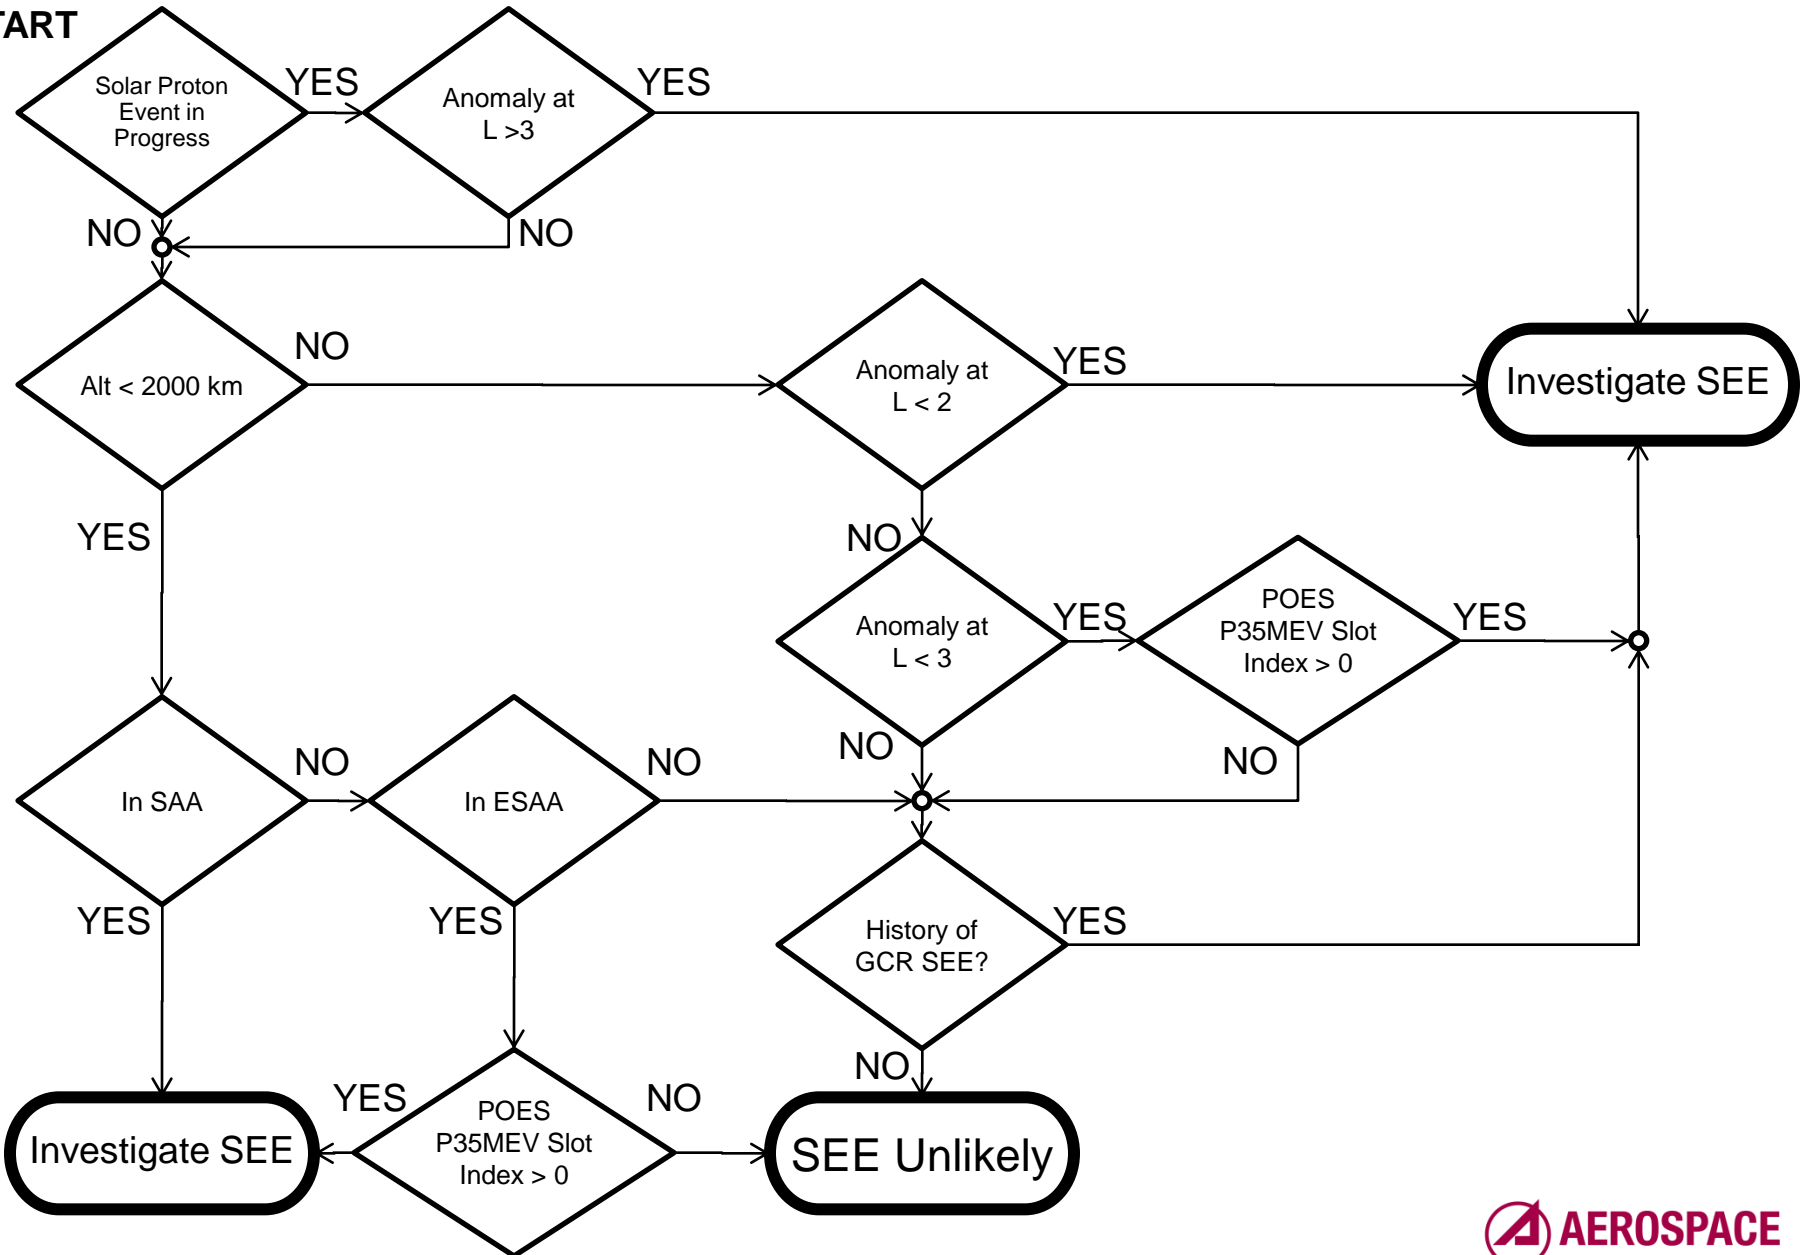 TART
Solar Proton
Event in
Progress
YES
Anomaly at
L >3
YES
NO
NO
Alt < 2000 km
NO
Anomaly at
L < 2
YES
Investigate SEE
YES
NO
Anomaly at
L < 3
YES
POES
P35MEV Slot
Index > 0
YES
NO
NO
In SAA
NO
In ESAA
NO
YES
YES
History of
GCR SEE?
YES
NO
Investigate SEE
YES
POES
P35MEV Slot
Index > 0
NO
SEE Unlikely
AEROSPACE